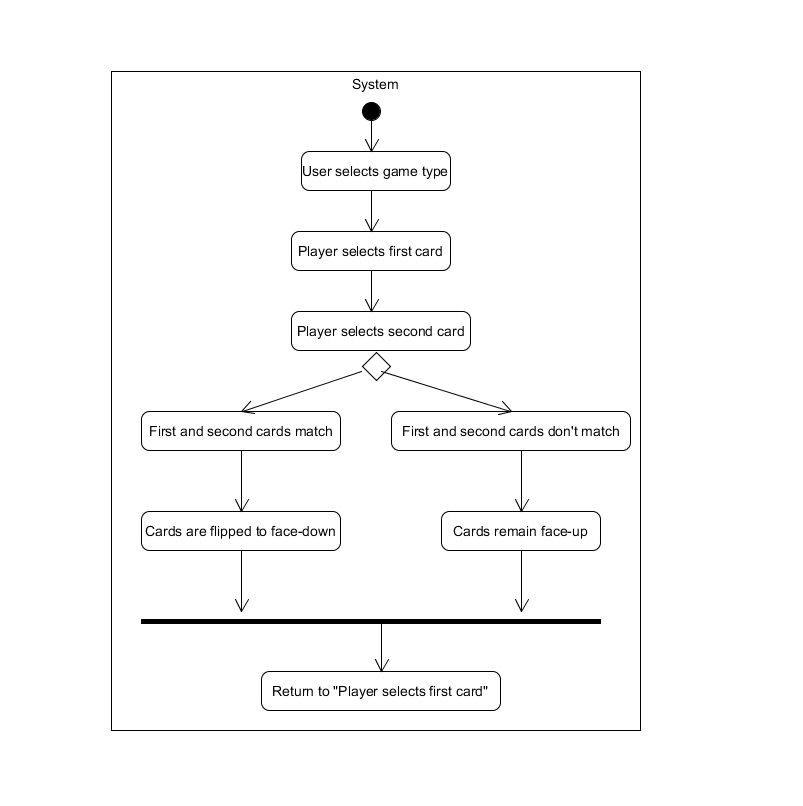 System
User selects game type
Player selects first card
Player selects second card
First and second cards match
First and second cards don't match
Cards are flipped to face-down
Cards remain face-up
Return to "Player selects first card"